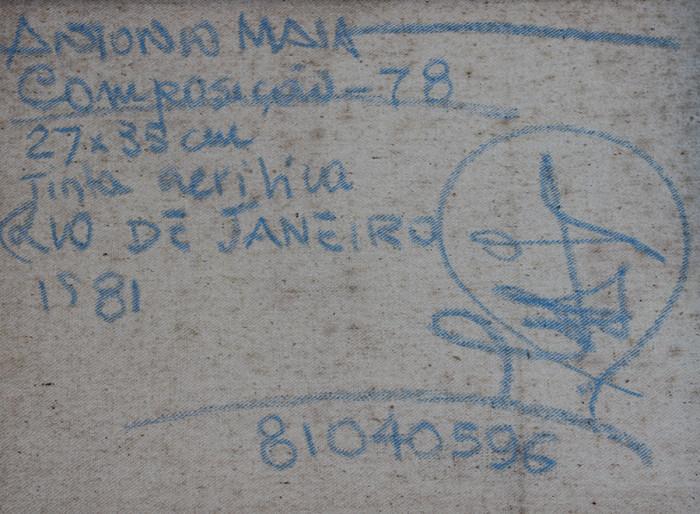 ANTONIO MAIA
Composição - 78
27 x 35 cm
Tinta acrílica
RIO DE JANEIRO
1981
81040596